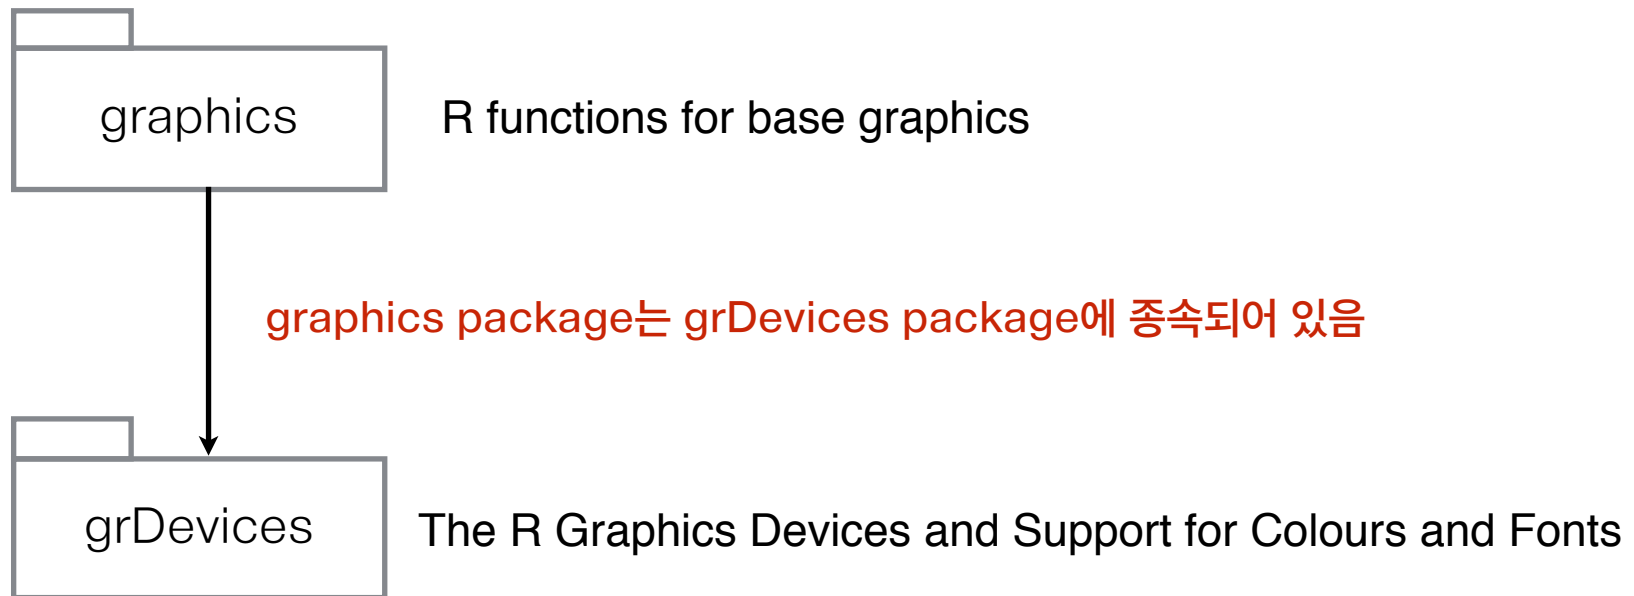 graphics
R functions for base graphics
graphics package는 grDevices package에 종속되어 있음
grDevices
The R Graphics Devices and Support for Colours and Fonts